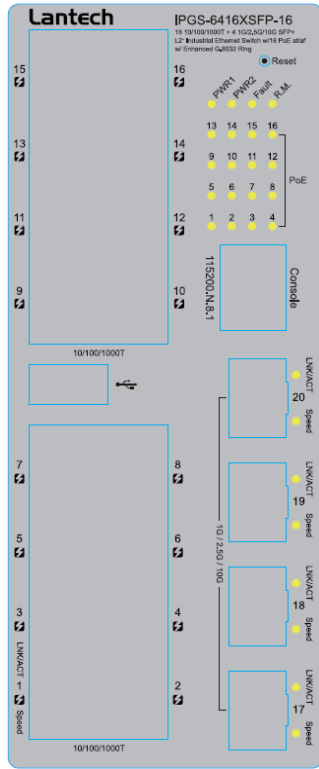 Lantech
IPGS-6416XSFP-16
16 10/100/1000T + 4 1G/2.5G/10G SFP+
L2+ Industrial Ethernet Switch w/16 PoE at/af
w/ Enhanced G.8032 Ring
Reset
PWR1 PWR2 Fault R.M.
13 14 15 16
9 10 11 12
5 6 7 8
1 2 3 4
PoE
15 16
13 14
11 12
9 10
10/100/1000T
115200.N.8.1
Console
7 8
5 6
3 4
1 2
LNK/ACT
Speed
10/100/1000T
1G / 2.5G / 10G
LNK/ACT
20
Speed
LNK/ACT
19
Speed
LNK/ACT
18
Speed
LNK/ACT
17
Speed